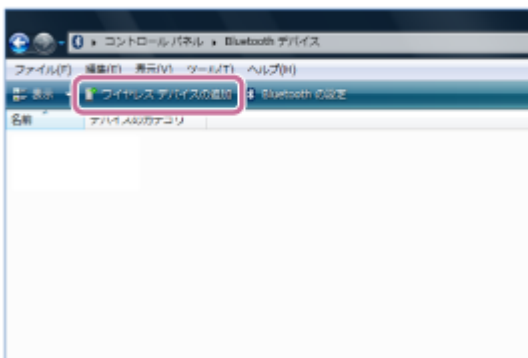 コントロール パネル ▸ Bluetooth デバイス
ファイル(F) 編集(E) 表示(V) ツール(T) ヘルプ(H)
表示 ワイヤレス デバイスの追加 Bluetooth の設定
名前 デバイスのカテゴリ